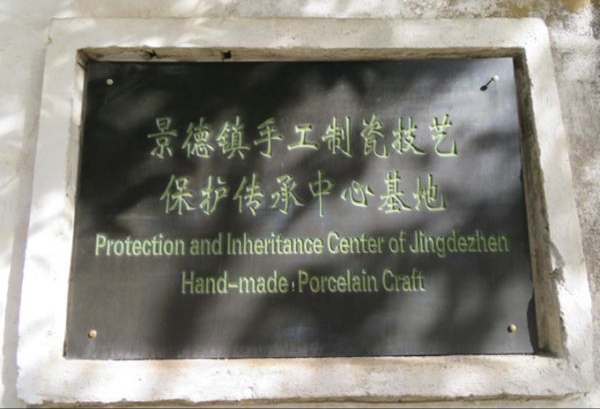 景德镇手工制瓷技艺
保护传承中心基地
Protection and Inheritance Center of Jingdezhen
Hand-made Porcelain Craft